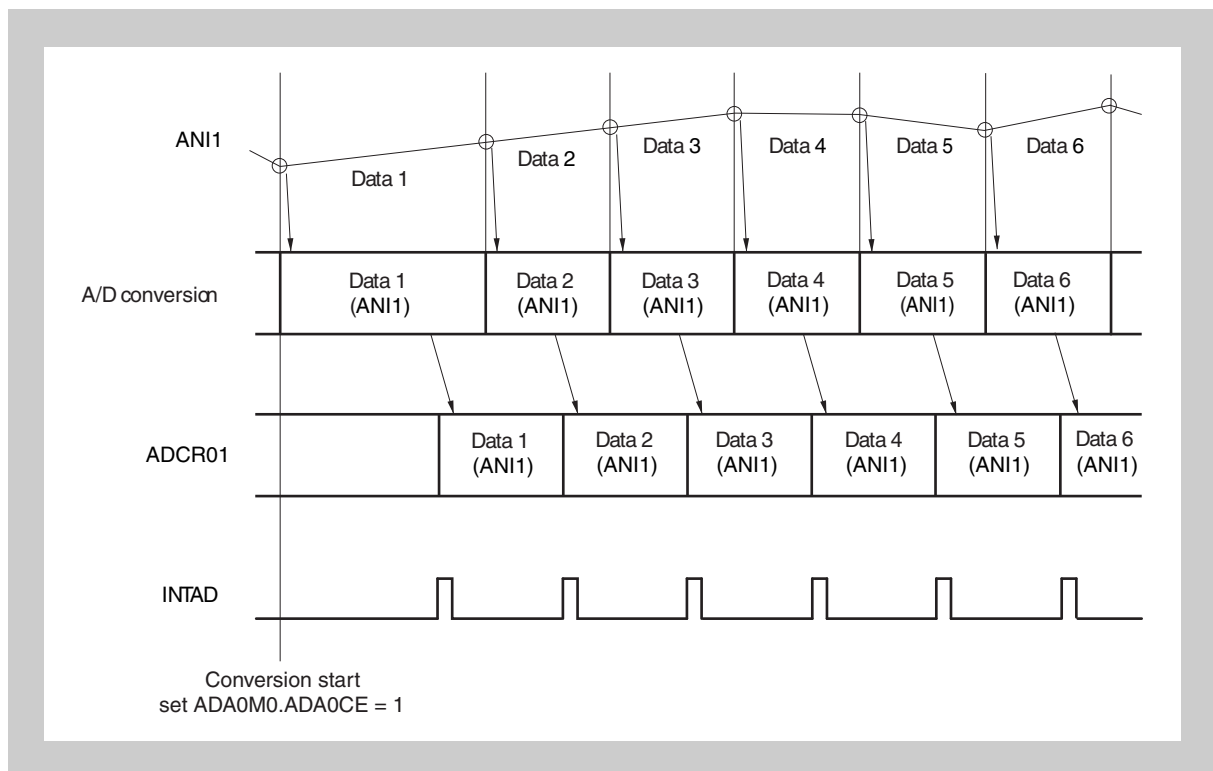 ANI1
Data 1
Data 2
Data 3
Data 4
Data 5
Data 6
A/D conversion
Data 1
(ANI1)
Data 2
(ANI1)
Data 3
(ANI1)
Data 4
(ANI1)
Data 5
(ANI1)
Data 6
(ANI1)
ADCR01
Data 1
(ANI1)
Data 2
(ANI1)
Data 3
(ANI1)
Data 4
(ANI1)
Data 5
(ANI1)
Data 6
(ANI1)
INTAD
Conversion start
set ADA0M0.ADA0CE = 1